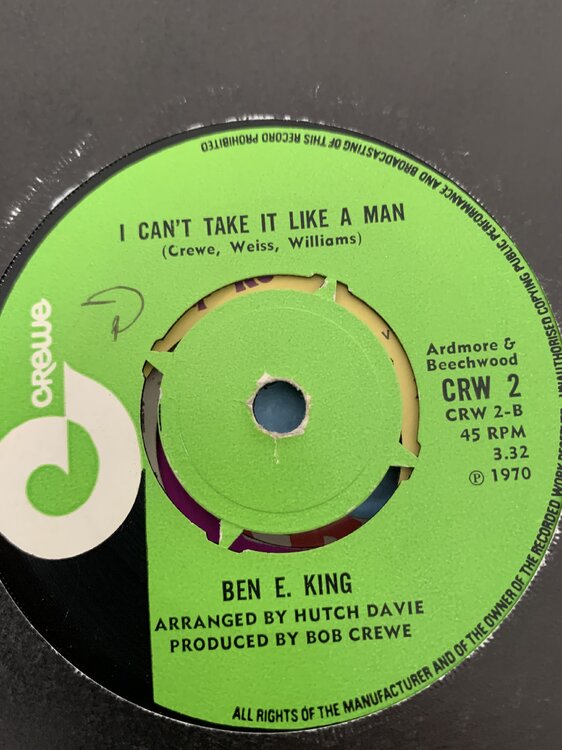 I CAN'T TAKE IT LIKE A MAN
(Crewe, Weiss, Williams)
crewe
Ardmore &
Beechwood
CRW 2
CRW 2-B
45 RPM
3.32
℗ 1970
BEN E. KING
ARRANGED BY HUTCH DAVIE
PRODUCED BY BOB CREWE
ALL RIGHTS OF THE MANUFACTURER AND OF THE OWNER OF THE RECORDED WORK
UNAUTHORISED COPYING PUBLIC PERFORMANCE AND BROADCASTING OF THIS RECORD PROHIBITED